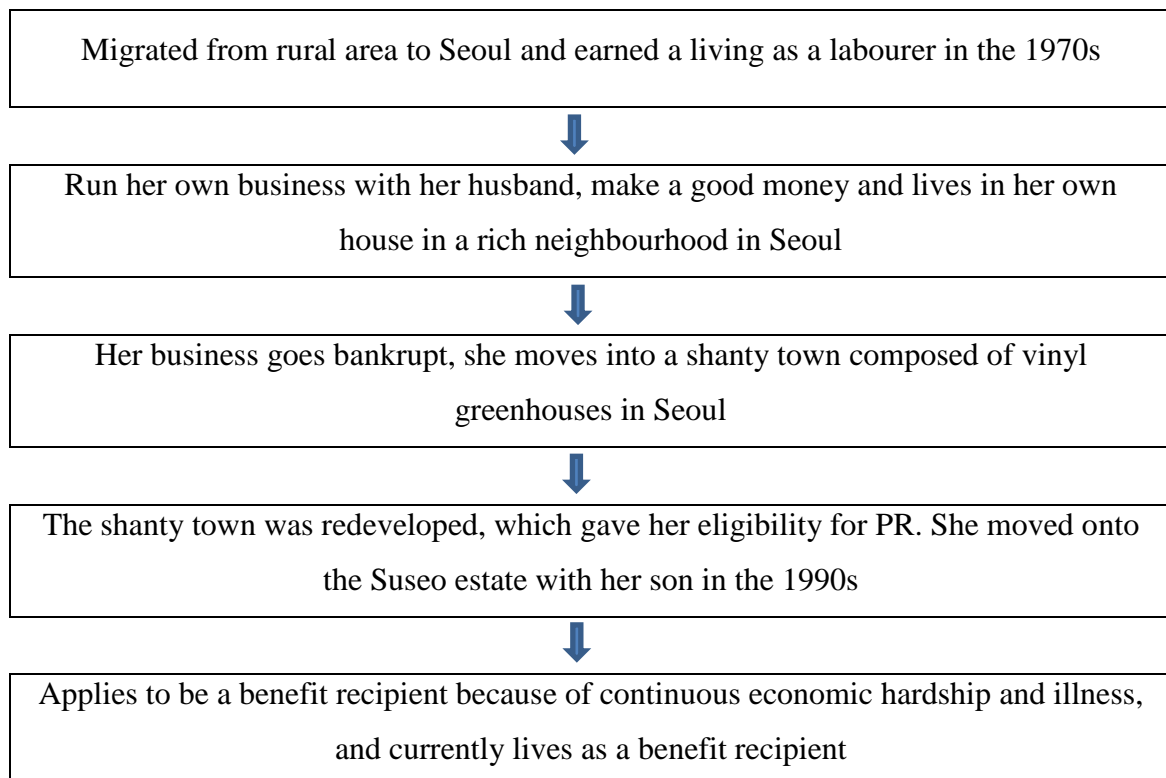 Migrated from rural area to Seoul and earned a living as a labourer in the 1970s
Run her own business with her husband, make a good money and lives in her own
house in a rich neighbourhood in Seoul
Her business goes bankrupt, she moves into a shanty town composed of vinyl
greenhouses in Seoul
The shanty town was redeveloped, which gave her eligibility for PR. She moved onto
the Suseo estate with her son in the 1990s
Applies to be a benefit recipient because of continuous economic hardship and illness,
and currently lives as a benefit recipient